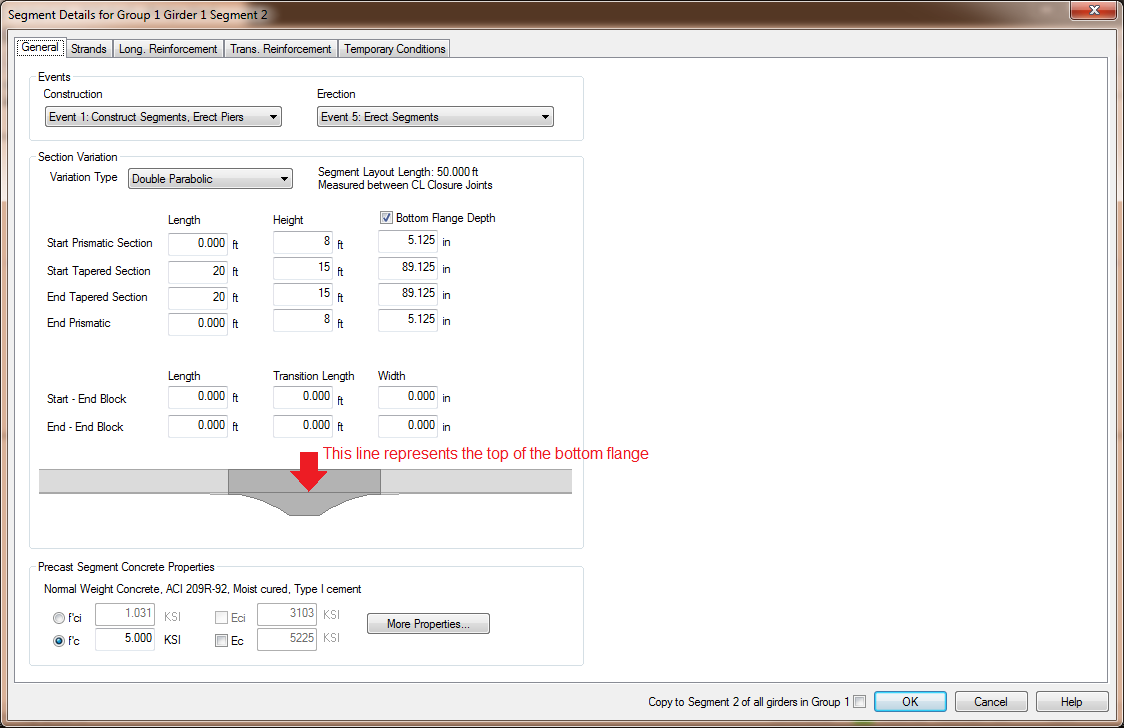 Segment Details for Group 1 Girder 1 Segment 2
General Strands Long. Reinforcement Trans. Reinforcement Temporary Conditions
Events
Construction Erection
Event 1: Construct Segments, Erect Piers Event 5: Erect Segments
Section Variation
Variation Type Double Parabolic Segment Layout Length: 50.000 ft
Measured between CL Closure Joints
Length Height Bottom Flange Depth
Start Prismatic Section 0.000 ft 8 ft 5.125 in
Start Tapered Section 20 ft 15 ft 89.125 in
End Tapered Section 20 ft 15 ft 89.125 in
End Prismatic 0.000 ft 8 ft 5.125 in
Length Transition Length Width
Start - End Block 0.000 ft 0.000 ft 0.000 in
End - End Block 0.000 ft 0.000 ft 0.000 in
This line represents the top of the bottom flange
Precast Segment Concrete Properties
Normal Weight Concrete, ACI 209R-92, Moist cured, Type I cement
f'ci 1.031 KSI Eci 3103 KSI
f'c 5.000 KSI Ec 5225 KSI
More Properties...
Copy to Segment 2 of all girders in Group 1 OK Cancel Help